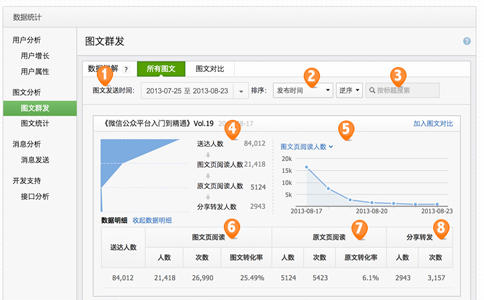 数据统计
用户分析
用户增长
用户属性
图文分析
图文群发
图文统计
消息分析
消息发送
开发支持
接口分析
图文群发
?
数据详解 ? 所有图文 图文对比
1 2 3
图文发送时间: 2013-07-25 至 2013-08-23 排序: 发布时间 逆序 按标题搜索
《微信公众平台入门到精通》Vol.19 加入图文对比
4 5
送达人数 84,012
图文页阅读人数 21,418
原文页阅读人数 5124
分享转发人数 2943
图文页阅读人数
20k
15k
10k
5k
2013-08-17 2013-08-20 2013-08-23
数据明细 收起数据明细
6 7 8
送达人数 图文页阅读 原文页阅读 分享转发
人数 次数 图文转化率 人数 次数 原文转化率 人数 次数
84,012 21,418 26,990 25.49% 5124 5423 6.1% 2943 3,157